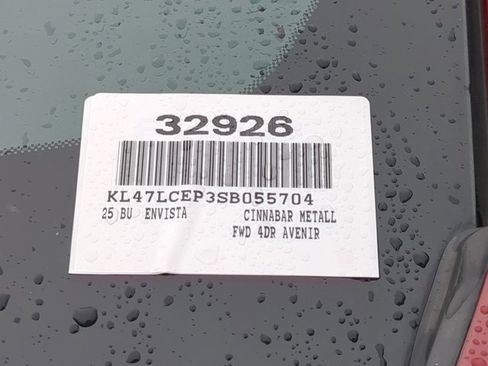 32926
KL47LCEP3SB055704
25 BU ENVISTA CINNABAR METALL
FWD 4DR AVENIR